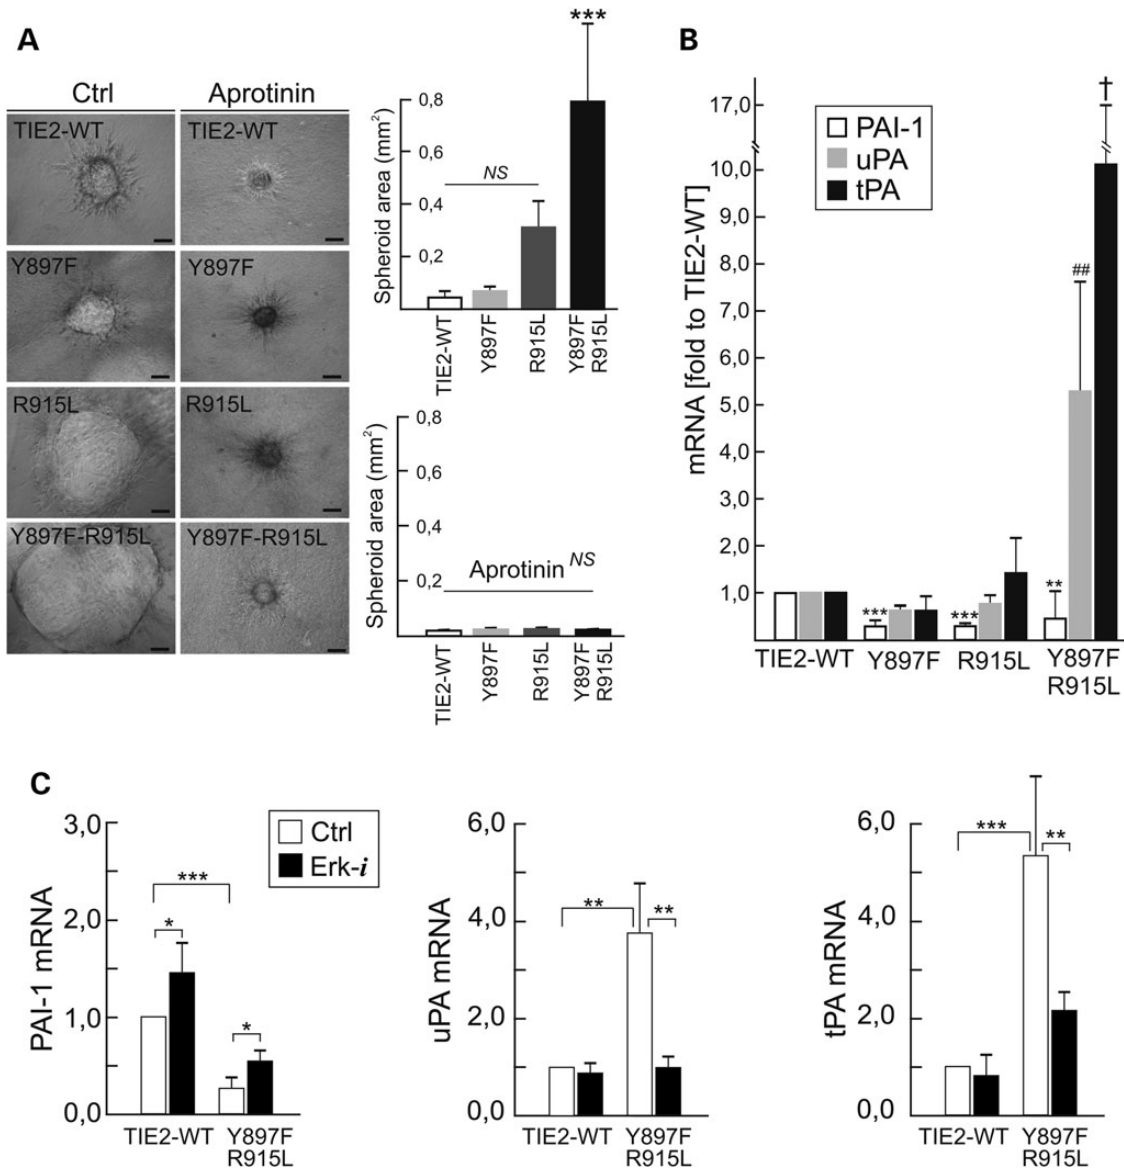 A
Ctrl
Aprotinin
TIE2-WT
TIE2-WT
Y897F
Y897F
R915L
R915L
Y897F-R915L
Y897F-R915L
Spheroid area (mm²)
0,8
0,6
0,4
0,2
NS
***
TIE2-WT
Y897F
R915L
Y897F
R915L
Spheroid area (mm²)
0,8
0,6
0,4
0,2
Aprotinin NS
TIE2-WT
Y897F
R915L
Y897F
R915L
B
mRNA [fold to TIE2-WT]
17,0
10,0
9,0
8,0
7,0
6,0
5,0
4,0
3,0
2,0
1,0
PAI-1
uPA
tPA
***
***
**
##
†
TIE2-WT
Y897F
R915L
Y897F
R915L
C
PAI-1 mRNA
3,0
2,0
1,0
0,0
Ctrl
Erk-i
***
*
*
TIE2-WT
Y897F
R915L
uPA mRNA
6,0
4,0
2,0
0,0
**
**
TIE2-WT
Y897F
R915L
tPA mRNA
6,0
4,0
2,0
0,0
***
**
TIE2-WT
Y897F
R915L